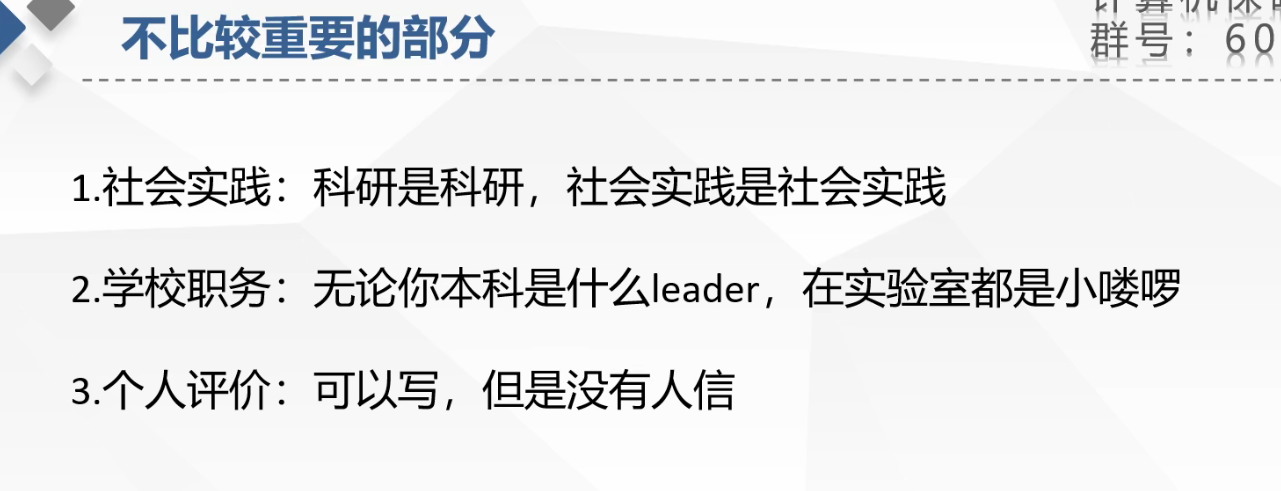 不比较重要的部分
群号：60
1.社会实践：科研是科研，社会实践是社会实践
2.学校职务：无论你本科是什么leader，在实验室都是小喽啰
3.个人评价：可以写，但是没有人信